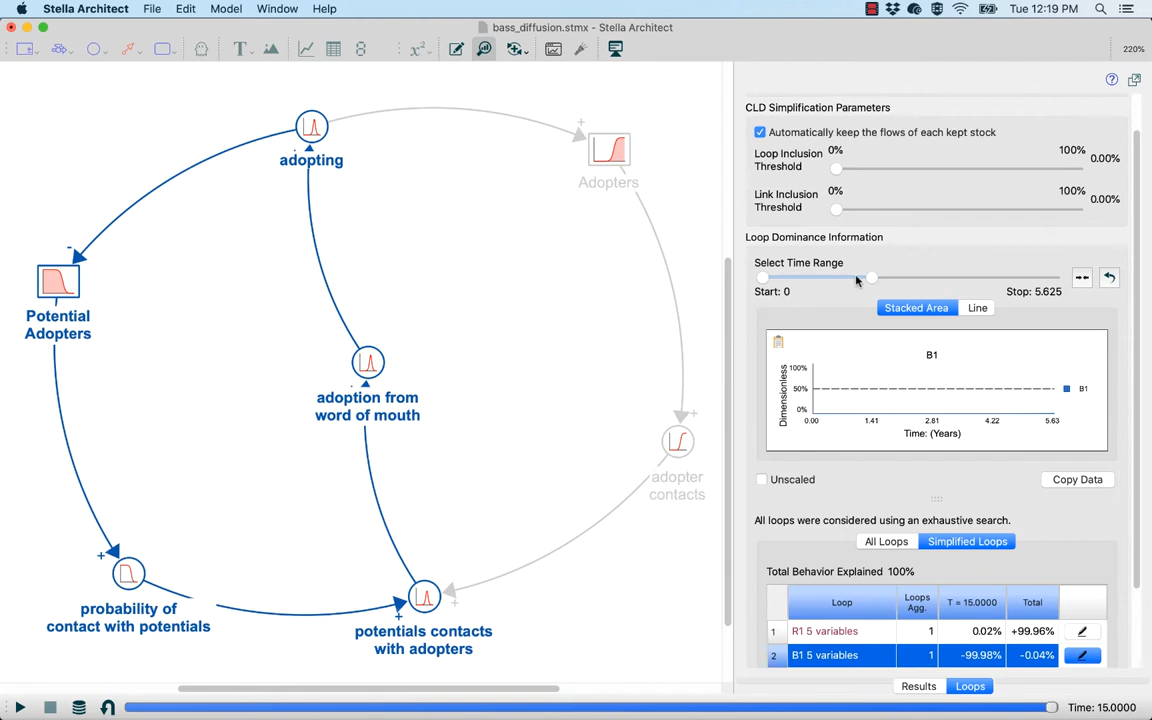 Stella Architect File Edit Model Window Help Tue 12:19 PM
bass_diffusion.stmx - Stella Architect
220%
adopting
+
Adopters
-
Potential
Adopters
adoption from
word of mouth
+
adopter
contacts
+
probability of
contact with potentials
+
+
potentials contacts
with adopters
CLD Simplification Parameters
Automatically keep the flows of each kept stock
Loop Inclusion
Threshold
0% 100%
0.00%
Link Inclusion
Threshold
0% 100%
0.00%
Loop Dominance Information
Select Time Range
Start: 0 Stop: 5.625
Stacked Area Line
B1
Dimensionless
100%
50%
0%
B1
0.00 1.41 2.81 4.22 5.63
Time: (Years)
Unscaled Copy Data
All loops were considered using an exhaustive search.
All Loops Simplified Loops
Total Behavior Explained 100%
Loop Loops Agg. T = 15.0000 Total
1 R1 5 variables 1 0.02% +99.96%
2 B1 5 variables 1 -99.98% -0.04%
Results Loops
Time: 15.0000